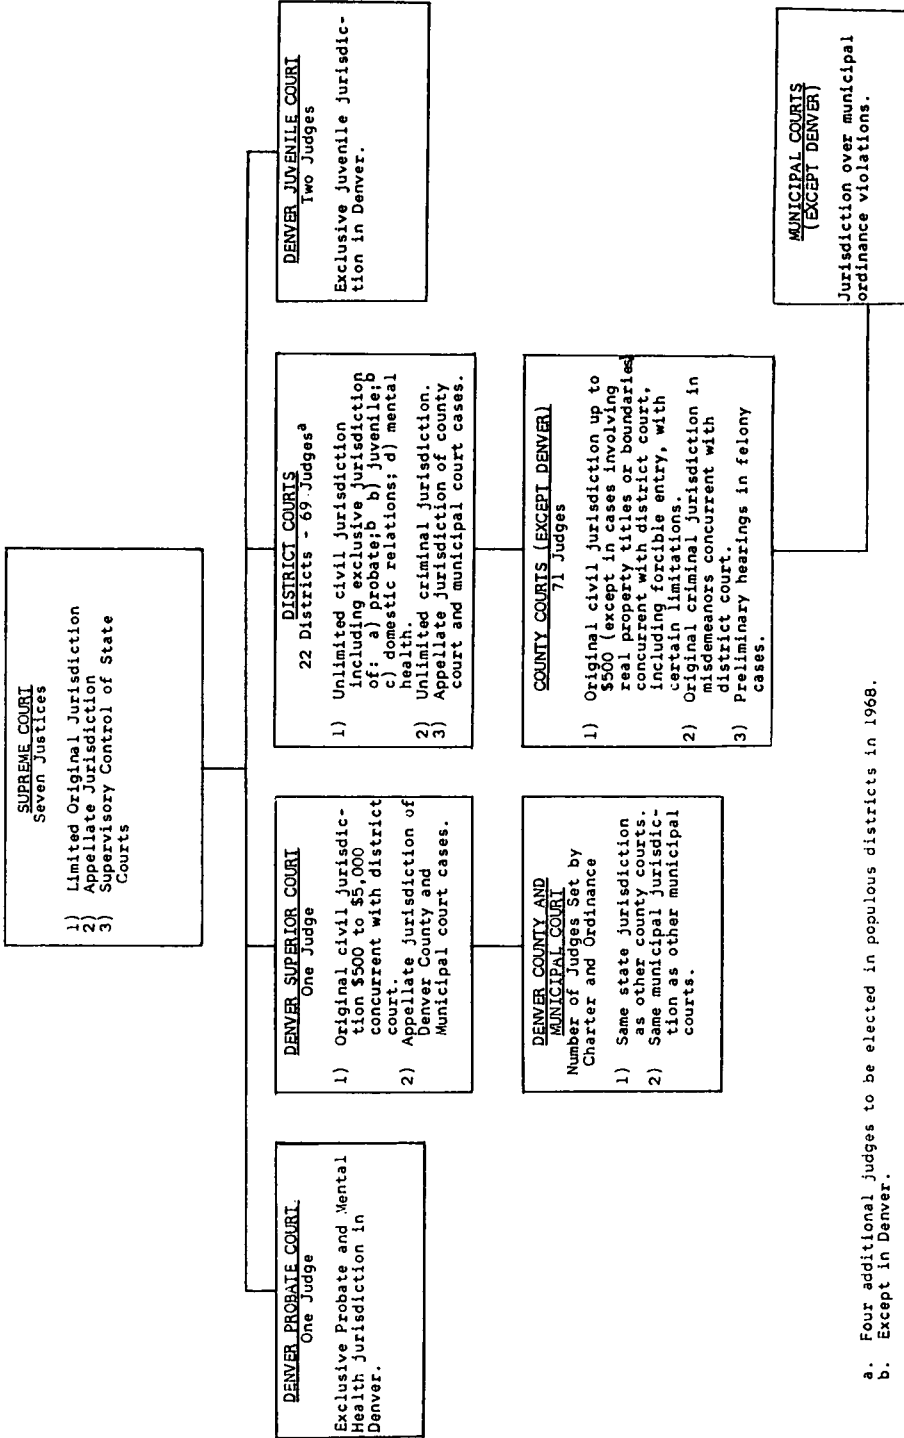 SUPREME COURT
Seven Justices
1) Limited Original Jurisdiction
2) Appellate Jurisdiction
3) Supervisory Control of State
Courts
DENVER PROBATE COURT
One Judge
Exclusive Probate and Mental
Health jurisdiction in
Denver.
DENVER SUPERIOR COURT
One Judge
1) Original civil jurisdic-
tion $500 to $5,000
concurrent with district
court.
2) Appellate jurisdiction of
Denver County and
Municipal court cases.
DISTRICT COURTS
22 Districts - 69 Judgesa
1) Unlimited civil jurisdiction
including exclusive jurisdiction
of: a) probate;b b) juvenile;b
c) domestic relations; d) mental
health.
2) Unlimited criminal jurisdiction.
3) Appellate jurisdiction of county
court and municipal court cases.
DENVER JUVENILE COURT
Two Judges
Exclusive juvenile jurisdic-
tion in Denver.
DENVER COUNTY AND
MUNICIPAL COURT
Number of Judges Set by
Charter and Ordinance
1) Same state jurisdiction
as other county courts.
2) Same municipal jurisdic-
tion as other municipal
courts.
COUNTY COURTS (EXCEPT DENVER)
71 Judges
1) Original civil jurisdiction up to
$500 (except in cases involving
real property titles or boundaries)
concurrent with district court,
including forcible entry, with
certain limitations.
2) Original criminal jurisdiction in
misdemeanors concurrent with
district court.
3) Preliminary hearings in felony
cases.
MUNICIPAL COURTS
(EXCEPT DENVER)
Jurisdiction over municipal
ordinance violations.
a. Four additional judges to be elected in populous districts in 1968.
b. Except in Denver.